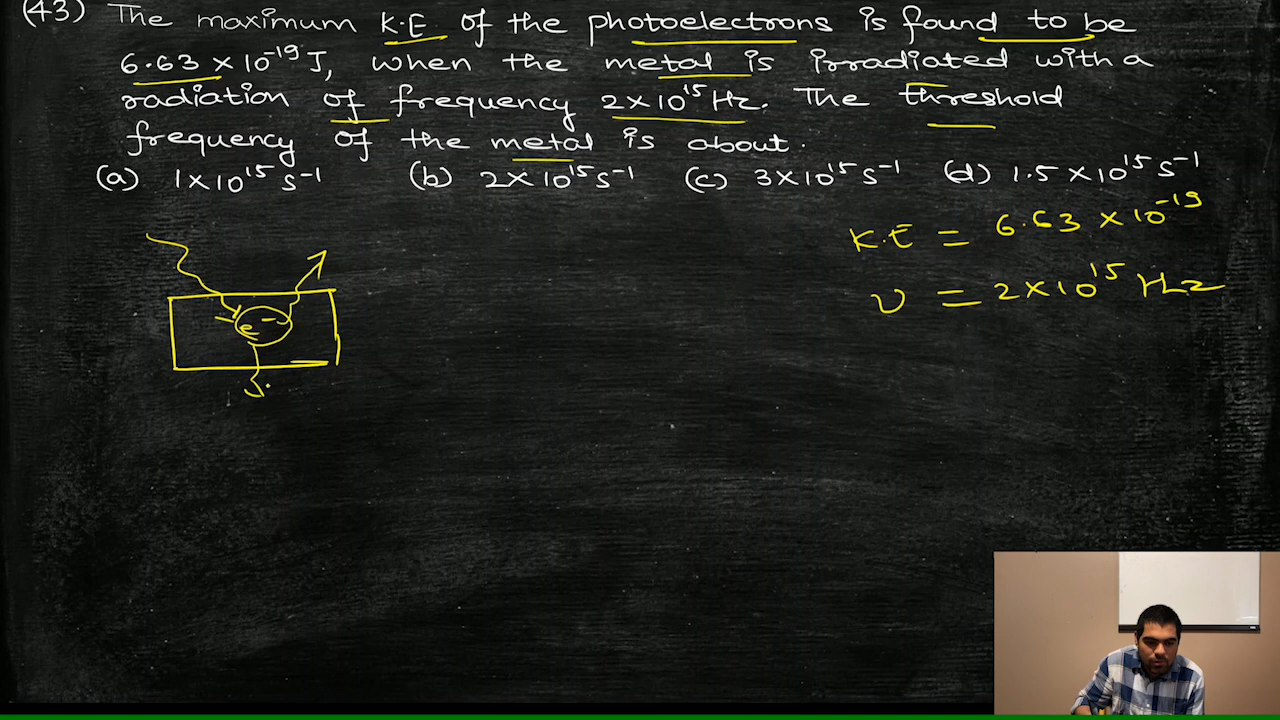 (43) The maximum K.E of the photoelectrons is found to be
6.63 × 10⁻¹⁹ J, when the metal is irradiated with a
radiation of frequency 2×10¹⁵ Hz. The threshold
frequency of the metal is about.
(a) 1×10¹⁵ s⁻¹ (b) 2×10¹⁵ s⁻¹ (c) 3×10¹⁵ s⁻¹ (d) 1.5×10¹⁵ s⁻¹
K.E = 6.63 × 10⁻¹⁹
ν = 2×10¹⁵ Hz
e⁻